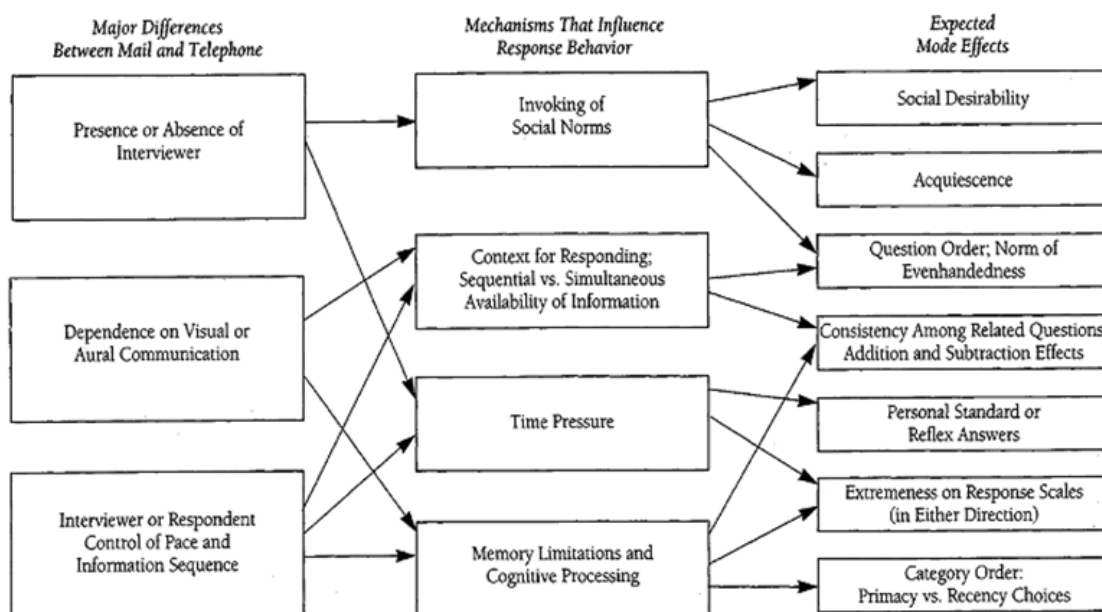 Major Differences
Between Mail and Telephone
Mechanisms That Influence
Response Behavior
Expected
Mode Effects
Presence or Absence of
Interviewer
Dependence on Visual or
Aural Communication
Interviewer or Respondent
Control of Pace and
Information Sequence
Invoking of
Social Norms
Context for Responding;
Sequential vs. Simultaneous
Availability of Information
Time Pressure
Memory Limitations and
Cognitive Processing
Social Desirability
Acquiescence
Question Order; Norm of
Evenhandedness
Consistency Among Related Questions
Addition and Subtraction Effects
Personal Standard or
Reflex Answers
Extremeness on Response Scales
(in Either Direction)
Category Order:
Primacy vs. Recency Choices